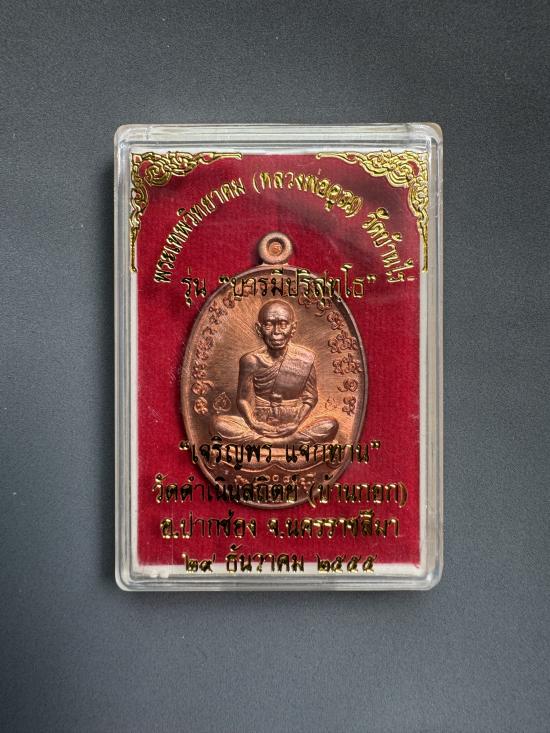 พระเทพวิทยาคม (หลวงพ่อคูณ) วัดบ้านไร่
รุ่น "บารมีปริสุทฺโธ"
"เจริญพร แจกทาน"
วัดดำเนินสถิตย์ (บ้านกอก)
อ.ปากช่อง จ.นครราชสีมา
๒๙ ธันวาคม ๒๕๕๕